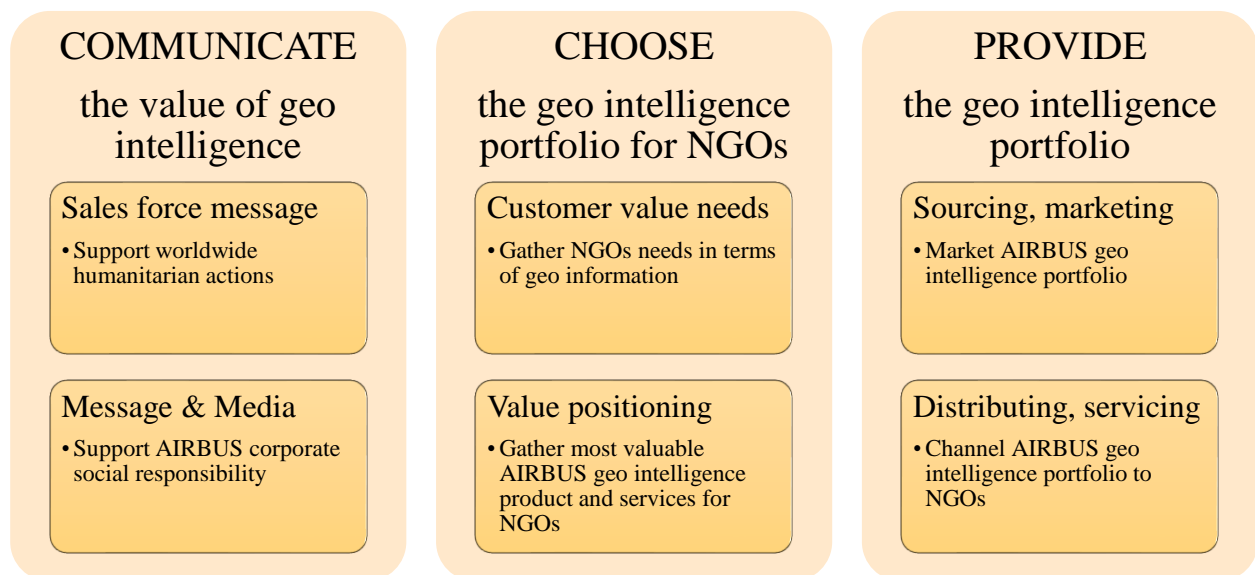 COMMUNICATE
the value of geo
intelligence
Sales force message
• Support worldwide
humanitarian actions
Message & Media
• Support AIRBUS corporate
social responsibility
CHOOSE
the geo intelligence
portfolio for NGOs
Customer value needs
• Gather NGOs needs in terms
of geo information
Value positioning
• Gather most valuable
AIRBUS geo intelligence
product and services for
NGOs
PROVIDE
the geo intelligence
portfolio
Sourcing, marketing
• Market AIRBUS geo
intelligence portfolio
Distributing, servicing
• Channel AIRBUS geo
intelligence portfolio to
NGOs